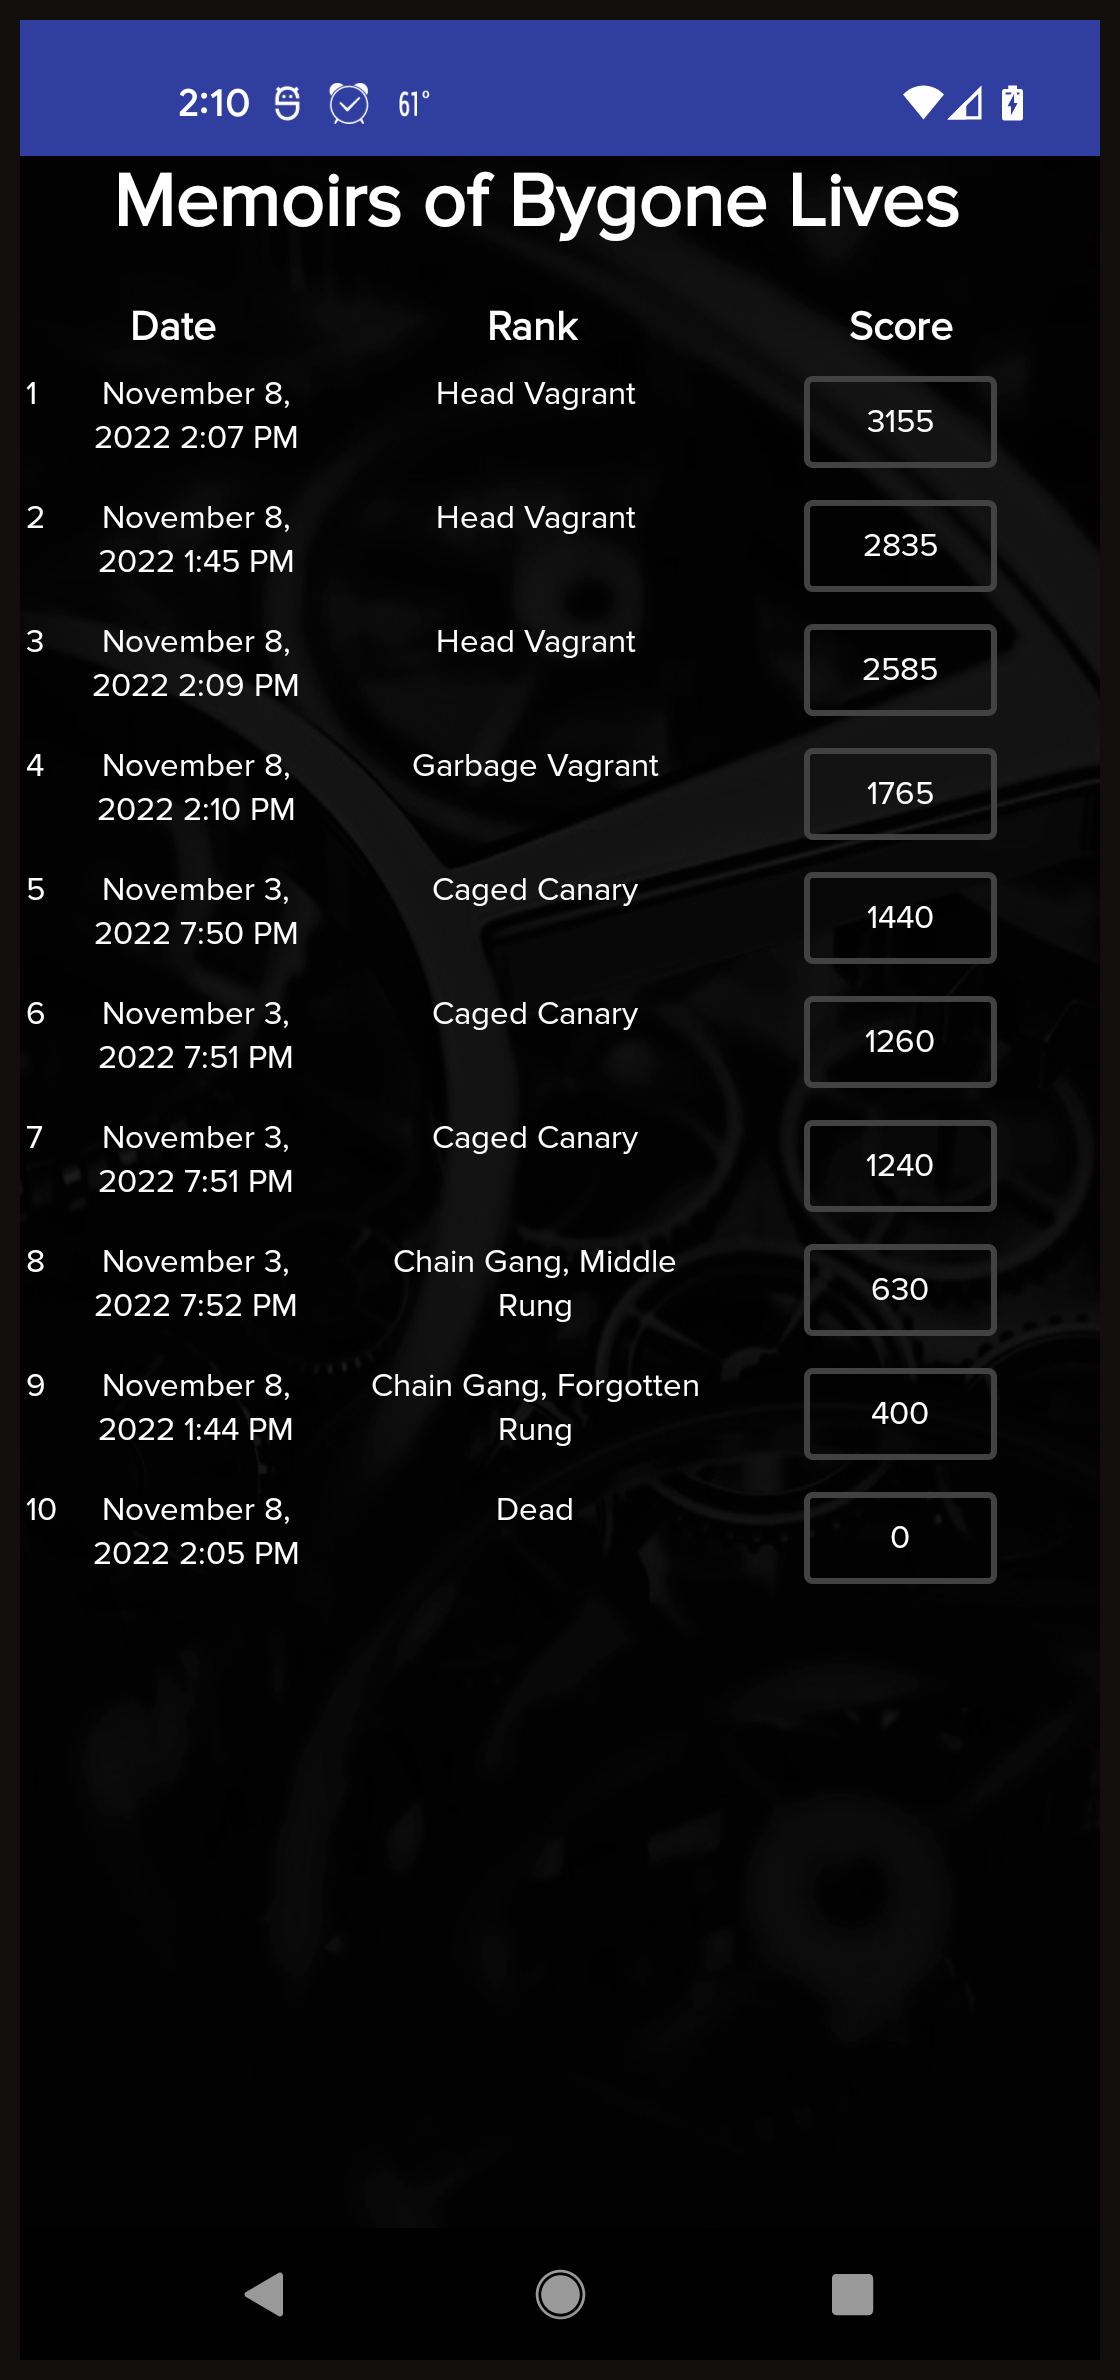 2:10 61°
Memoirs of Bygone Lives
Date Rank Score
1 November 8, Head Vagrant 3155
2022 2:07 PM
2 November 8, Head Vagrant 2835
2022 1:45 PM
3 November 8, Head Vagrant 2585
2022 2:09 PM
4 November 8, Garbage Vagrant 1765
2022 2:10 PM
5 November 3, Caged Canary 1440
2022 7:50 PM
6 November 3, Caged Canary 1260
2022 7:51 PM
7 November 3, Caged Canary 1240
2022 7:51 PM
8 November 3, Chain Gang, Middle 630
2022 7:52 PM Rung
9 November 8, Chain Gang, Forgotten 400
2022 1:44 PM Rung
10 November 8, Dead 0
2022 2:05 PM